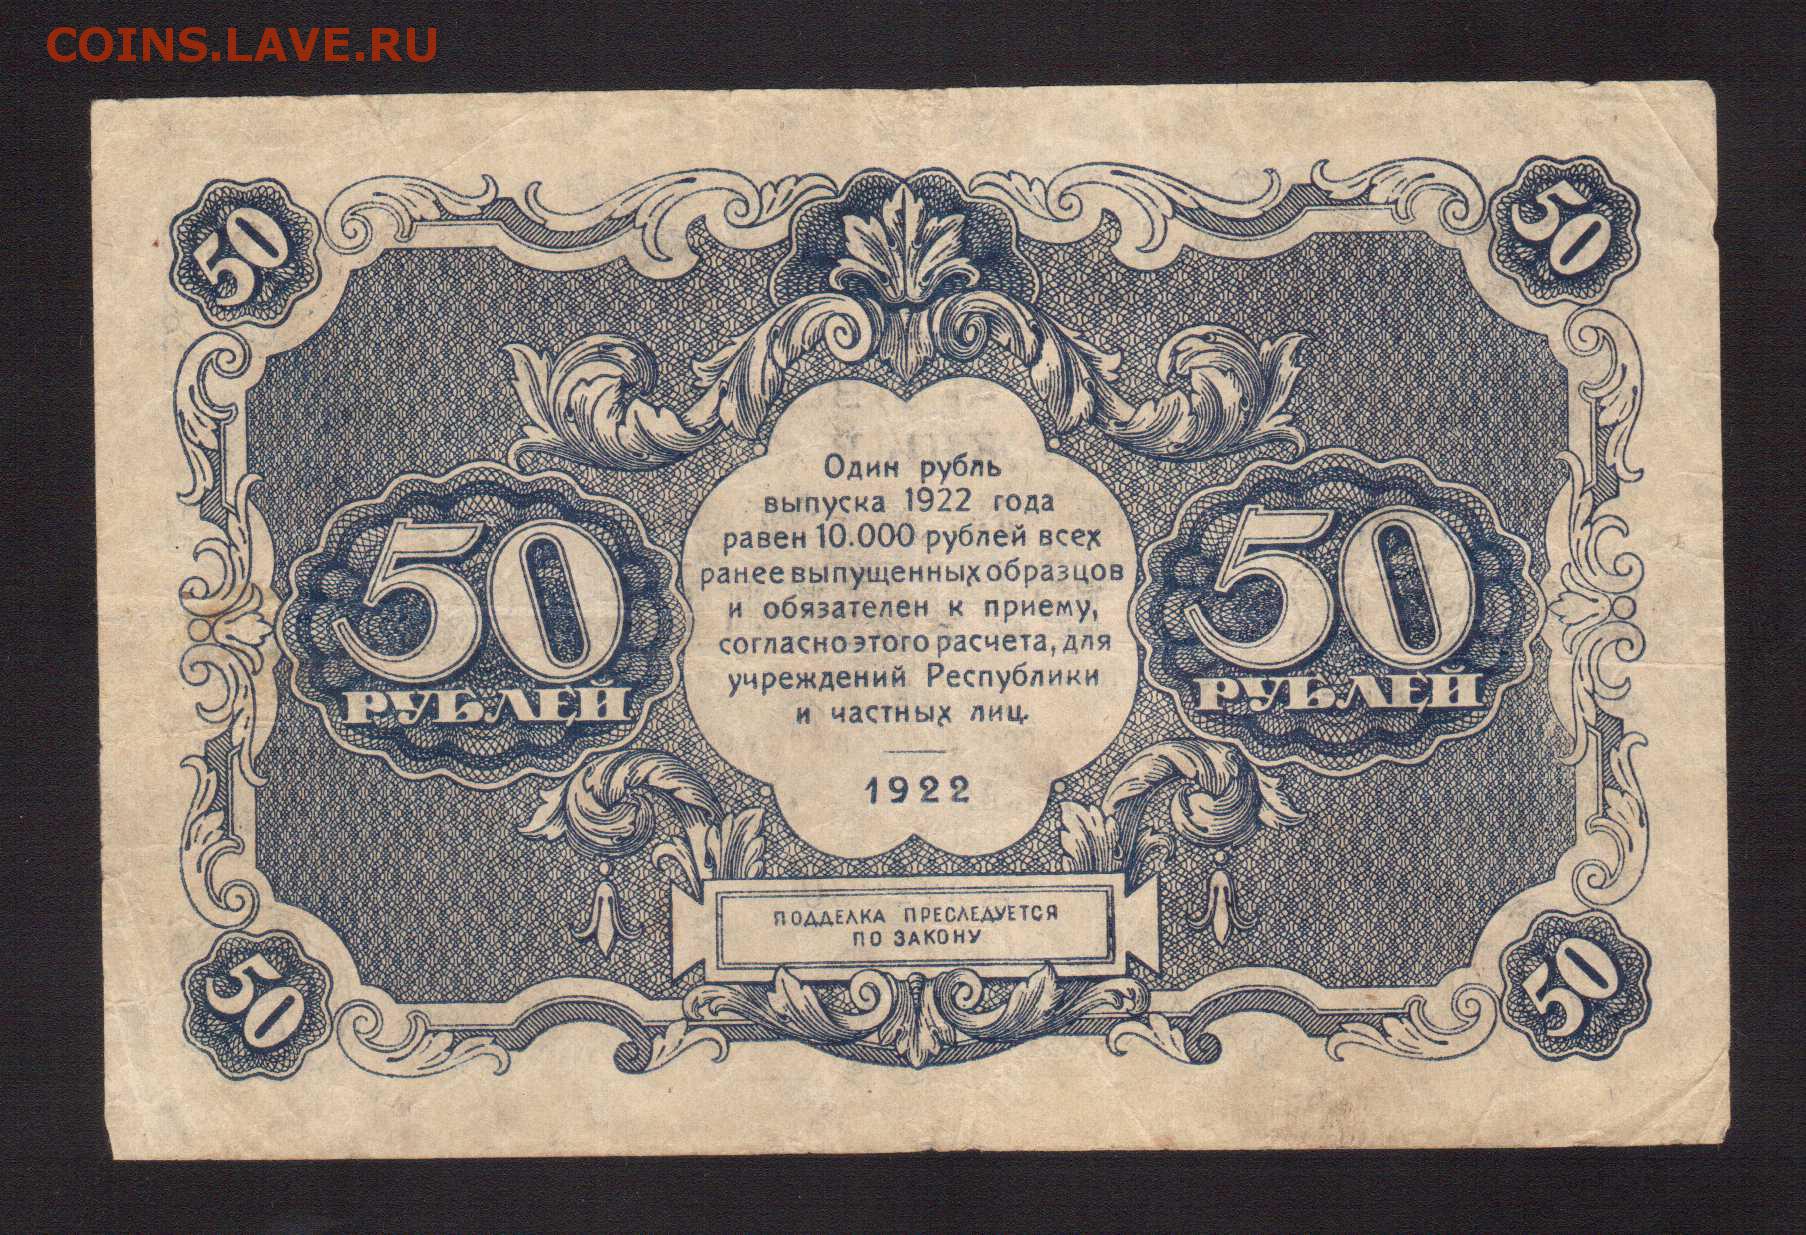 COINS.LAVE.RU
50 50
Один рубль
выпуска 1922 года
равен 10.000 рублей всех
ранее выпущенных образцов
и обязателен к приему,
согласно этого расчета, для
учреждений Республики
и частных лиц.
50 50
РУБЛЕЙ РУБЛЕЙ
1922
ПОДДЕЛКА ПРЕСЛЕДУЕТСЯ
ПО ЗАКОНУ
50 50